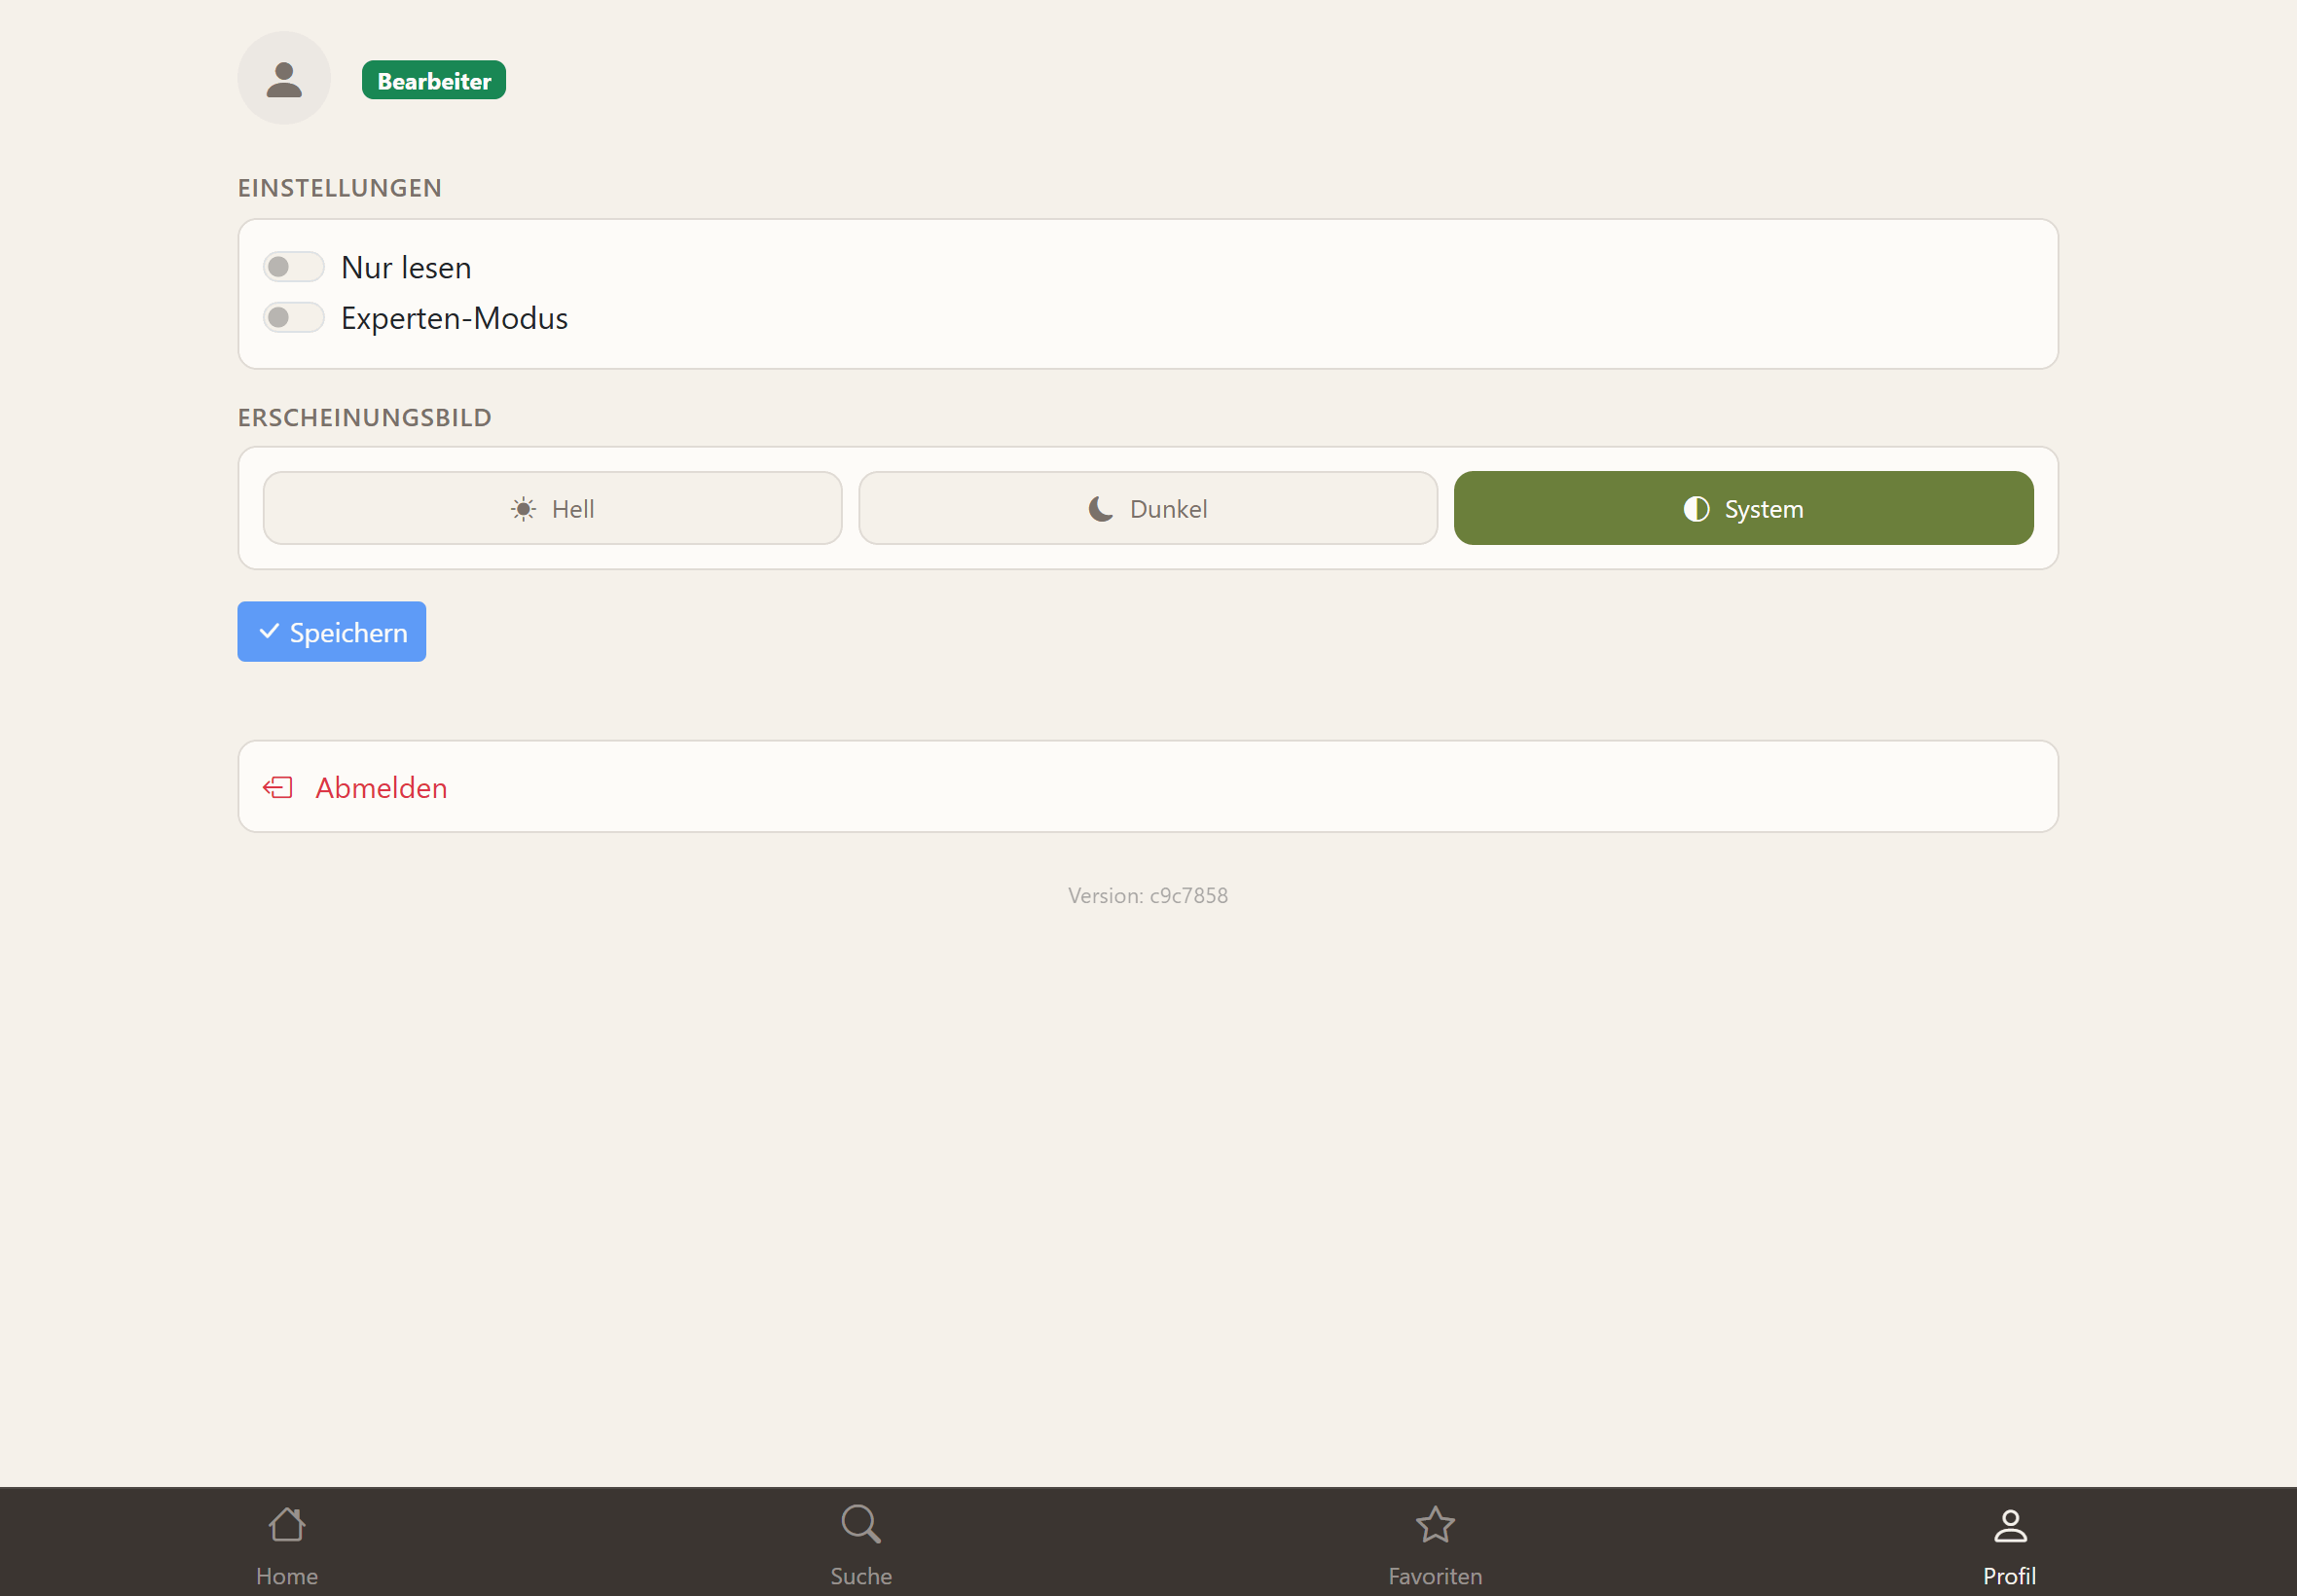 Bearbeiter
EINSTELLUNGEN
Nur lesen
Experten-Modus
ERSCHEINUNGSBILD
Hell
Dunkel
System
Speichern
Abmelden
Version: c9c7858
Home
Suche
Favoriten
Profil